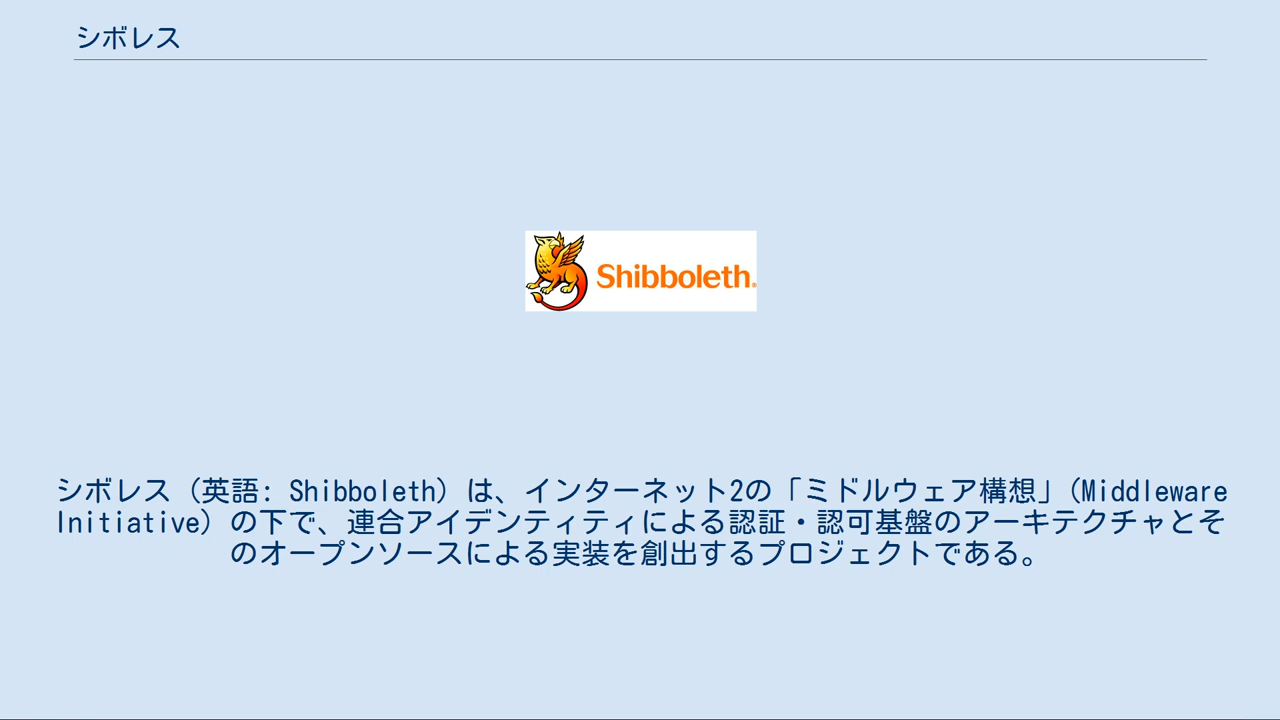 シボレス
Shibboleth®
シボレス（英語: Shibboleth）は、インターネット2の「ミドルウェア構想」(Middleware
Initiative）の下で、連合アイデンティティによる認証・認可基盤のアーキテクチャとそ
のオープンソースによる実装を創出するプロジェクトである。